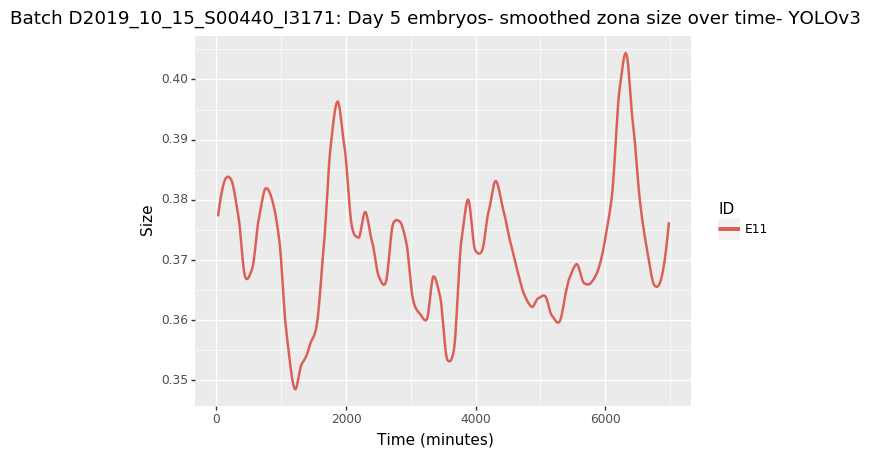 Batch D2019_10_15_S00440_I3171: Day 5 embryos- smoothed zona size over time- YOLOv3
0.40
0.39
0.38
0.37
0.36
0.35
Size
0
2000
4000
6000
Time (minutes)
ID
E11